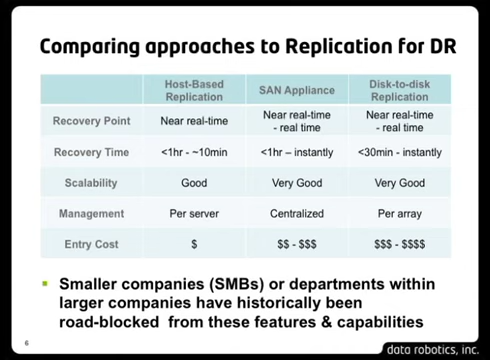 Comparing approaches to Replication for DR
Host-Based Replication SAN Appliance Disk-to-disk Replication
Recovery Point Near real-time Near real-time - real time Near real-time - real time
Recovery Time <1hr - ~10min <1hr – instantly <30min - instantly
Scalability Good Very Good Very Good
Management Per server Centralized Per array
Entry Cost $ $$ - $$$ $$$ - $$$$
Smaller companies (SMBs) or departments within
larger companies have historically been
road-blocked from these features & capabilities
6
data robotics, inc.